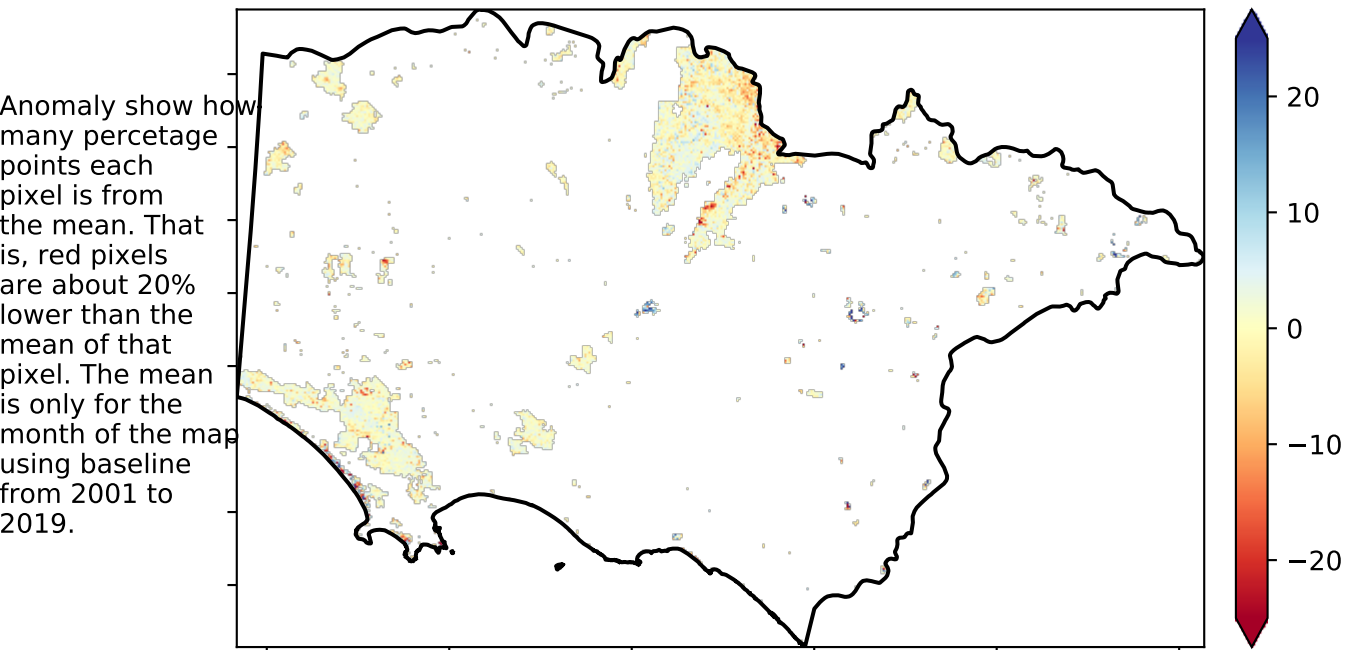 Anomaly show how
many percetage
points each
pixel is from
the mean. That
is, red pixels
are about 20%
lower than the
mean of that
pixel. The mean
is only for the
month of the map
using baseline
from 2001 to
2019.
20
10
0
−10
−20